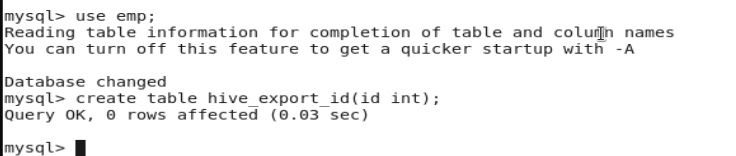 mysql> use emp;
Reading table information for completion of table and column names
You can turn off this feature to get a quicker startup with -A
Database changed
mysql> create table hive_export_id(id int);
Query OK, 0 rows affected (0.03 sec)
mysql>